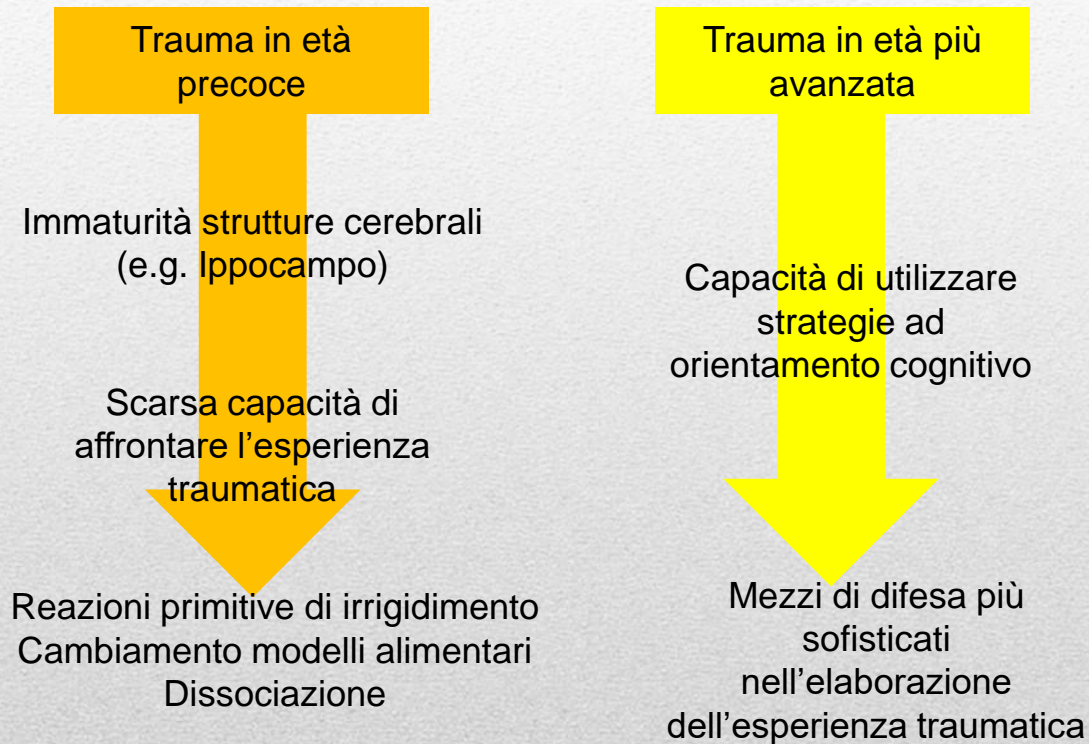 Trauma in età
precoce
Immaturità strutture cerebrali
(e.g. Ippocampo)
Scarsa capacità di
affrontare l’esperienza
traumatica
Reazioni primitive di irrigidimento
Cambiamento modelli alimentari
Dissociazione
Trauma in età più
avanzata
Capacità di utilizzare
strategie ad
orientamento cognitivo
Mezzi di difesa più
sofisticati
nell’elaborazione
dell’esperienza traumatica